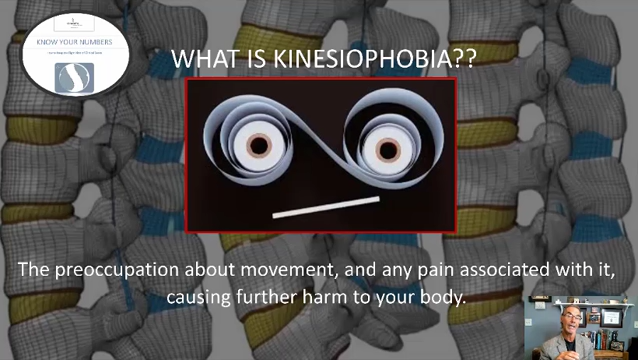 KNOW YOUR NUMBERS
WHAT IS KINESIOPHOBIA??
The preoccupation about movement, and any pain associated with it,
causing further harm to your body.